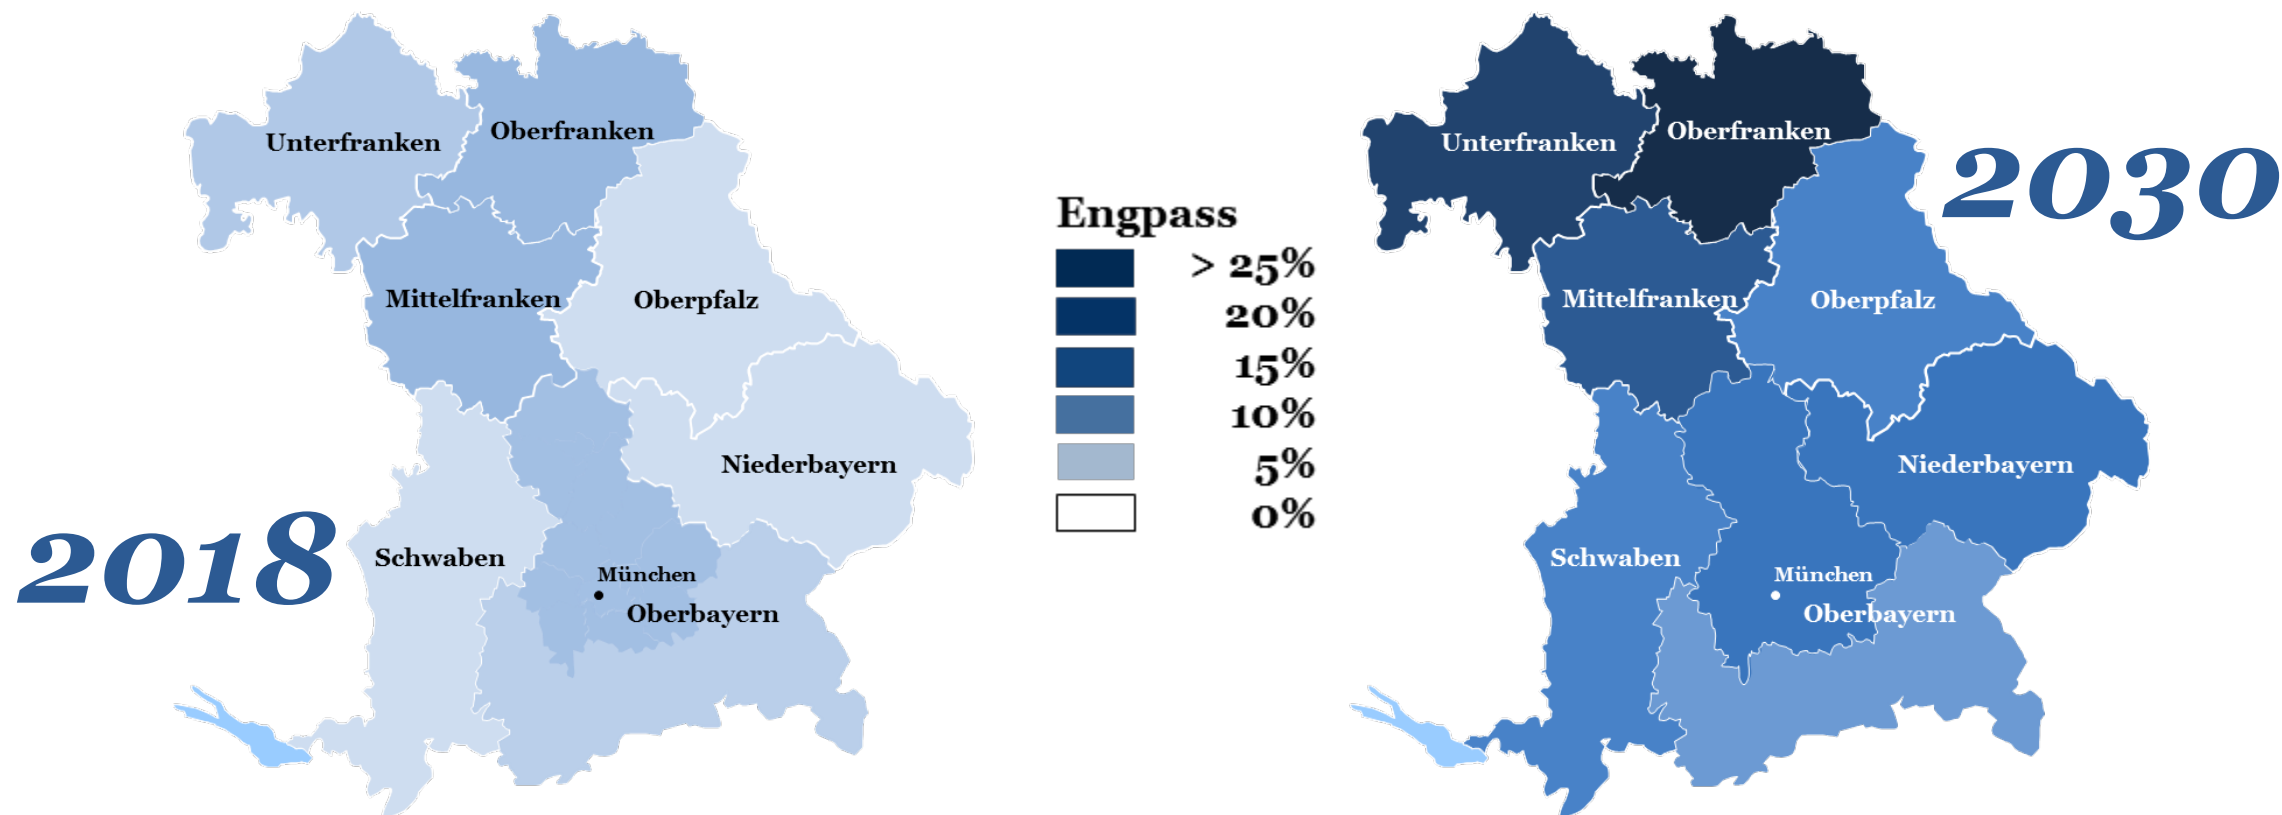 Unterfranken
Oberfranken
Mittelfranken
Oberpfalz
Niederbayern
Schwaben
München
Oberbayern
2018
Engpass
> 25%
20%
15%
10%
5%
0%
Unterfranken
Oberfranken
2030
Mittelfranken
Oberpfalz
Niederbayern
Schwaben
München
Oberbayern